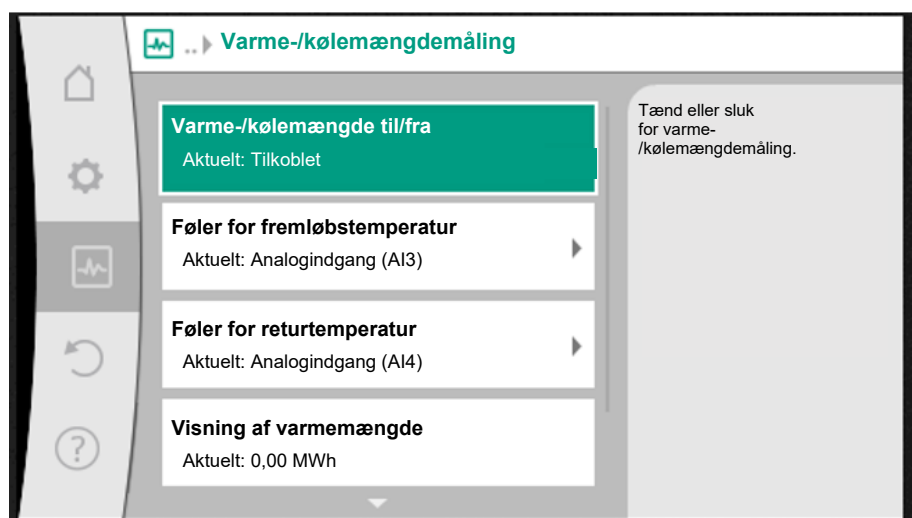 .. Varme-/kølemængdemåling
Varme-/kølemængde til/fra
Aktuelt: Tilkoblet
Føler for fremløbstemperatur
Aktuelt: Analogindgang (AI3)
Føler for returtemperatur
Aktuelt: Analogindgang (AI4)
Visning af varmemængde
Aktuelt: 0,00 MWh
Tænd eller sluk
for varme-
/kølemængdemåling.
?